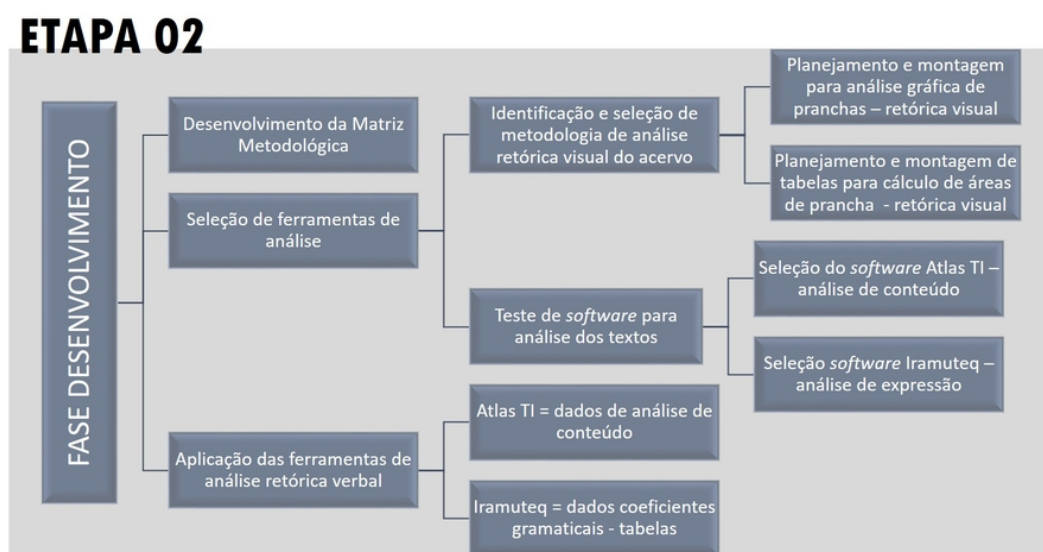 ETAPA 02
FASE DESENVOLVIMENTO
Desenvolvimento da Matriz
Metodológica
Seleção de ferramentas de
análise
Aplicação das ferramentas de
análise retórica verbal
Identificação e seleção de
metodologia de análise
retórica visual do acervo
Teste de software para
análise dos textos
Atlas TI = dados de análise de
conteúdo
Iramuteq = dados coeficientes
gramaticais - tabelas
Planejamento e montagem
para análise gráfica de
pranchas – retórica visual
Planejamento e montagem de
tabelas para cálculo de áreas
de prancha - retórica visual
Seleção do software Atlas TI –
análise de conteúdo
Seleção software Iramuteq –
análise de expressão